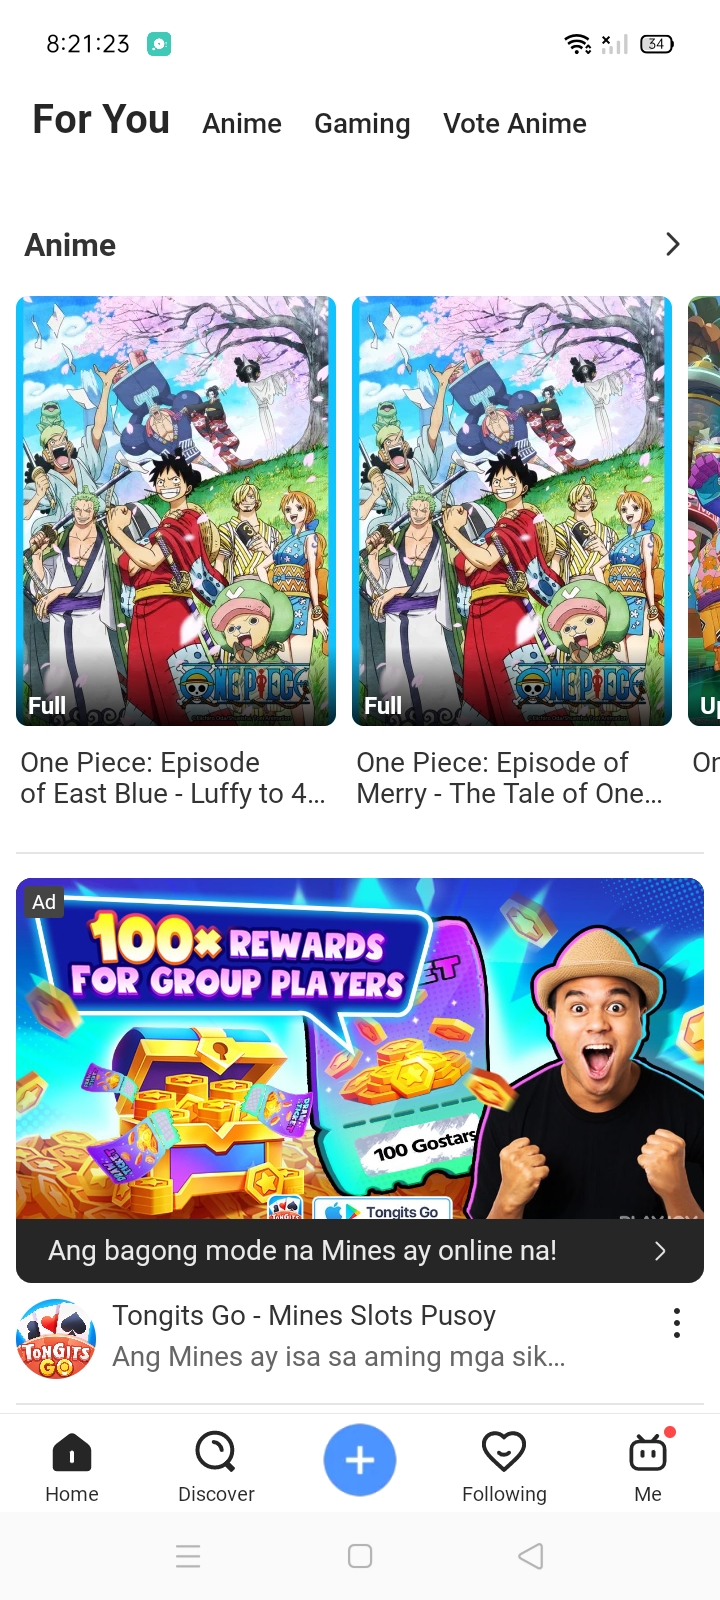 8:21:23
34
For You Anime Gaming Vote Anime
Anime
Full
Full
Up
ONE PIECE
ONE PIECE
One Piece: Episode
of East Blue - Luffy to 4...
One Piece: Episode of
Merry - The Tale of One...
On
Ad
100x REWARDS
FOR GROUP PLAYERS
100 Gostars
TONGITS
Tongits Go
Ang bagong mode na Mines ay online na!
TONGITS
GO
Tongits Go - Mines Slots Pusoy
Ang Mines ay isa sa aming mga sik...
Home Discover Following Me